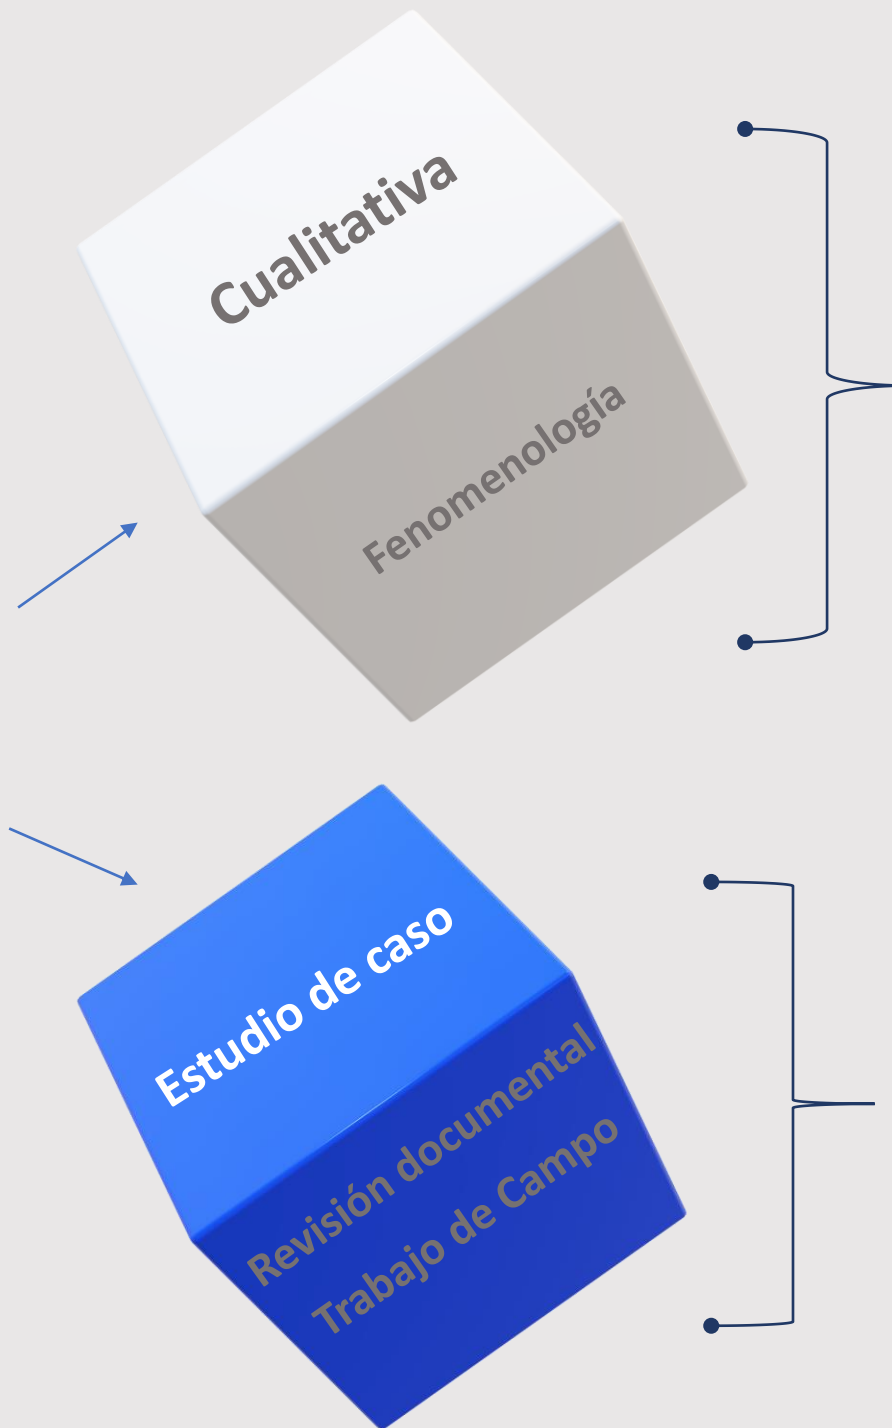 Cualitativa
Fenomenología
Estudio de caso
Revisión documental
Trabajo de Campo